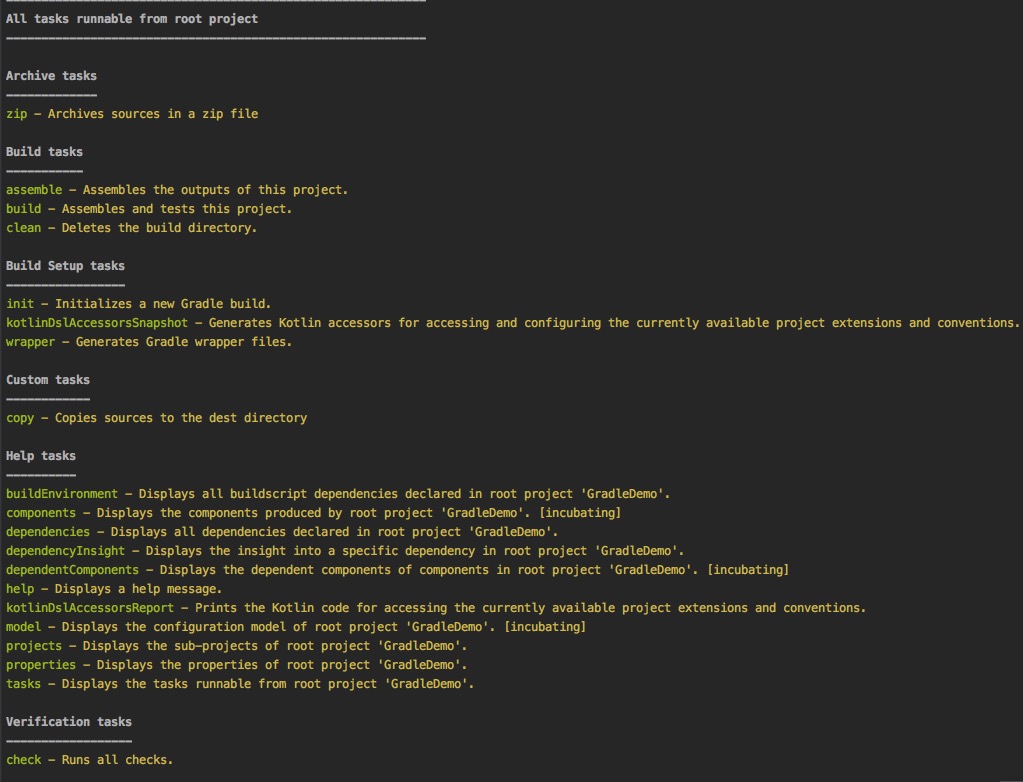 ------------------------------------------------------------
All tasks runnable from root project
------------------------------------------------------------
Archive tasks
-------------
zip - Archives sources in a zip file
Build tasks
-----------
assemble - Assembles the outputs of this project.
build - Assembles and tests this project.
clean - Deletes the build directory.
Build Setup tasks
-----------------
init - Initializes a new Gradle build.
kotlinDslAccessorsSnapshot - Generates Kotlin accessors for accessing and configuring the currently available project extensions and conventions.
wrapper - Generates Gradle wrapper files.
Custom tasks
------------
copy - Copies sources to the dest directory
Help tasks
----------
buildEnvironment - Displays all buildscript dependencies declared in root project 'GradleDemo'.
components - Displays the components produced by root project 'GradleDemo'. [incubating]
dependencies - Displays all dependencies declared in root project 'GradleDemo'.
dependencyInsight - Displays the insight into a specific dependency in root project 'GradleDemo'.
dependentComponents - Displays the dependent components of components in root project 'GradleDemo'. [incubating]
help - Displays a help message.
kotlinDslAccessorsReport - Prints the Kotlin code for accessing the currently available project extensions and conventions.
model - Displays the configuration model of root project 'GradleDemo'. [incubating]
projects - Displays the sub-projects of root project 'GradleDemo'.
properties - Displays the properties of root project 'GradleDemo'.
tasks - Displays the tasks runnable from root project 'GradleDemo'.
Verification tasks
------------------
check - Runs all checks.